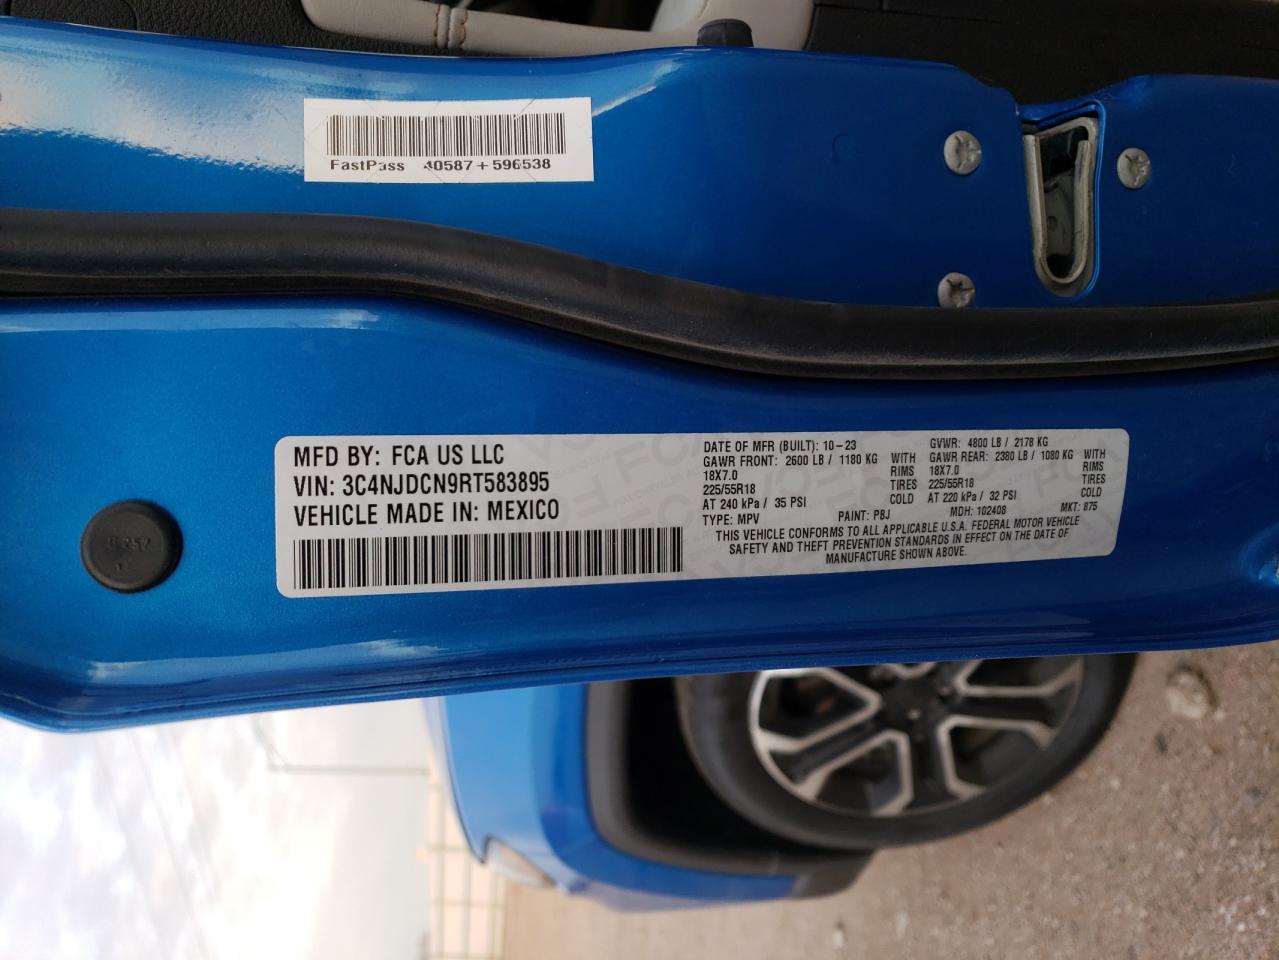 FastPass 40587+596538
MFD BY: FCA US LLC
VIN: 3C4NJDCN9RT583895
VEHICLE MADE IN: MEXICO
DATE OF MFR (BUILT): 10-23 GVWR: 4800 LB / 2178 KG
GAWR FRONT: 2600 LB / 1180 KG WITH GAWR REAR: 2380 LB / 1080 KG WITH
18X7.0 RIMS 18X7.0 RIMS
225/55R18 TIRES 225/55R18 TIRES
AT 240 kPa / 35 PSI COLD AT 220 kPa / 32 PSI COLD
TYPE: MPV PAINT: PBJ MDH: 102408 MKT: 875
THIS VEHICLE CONFORMS TO ALL APPLICABLE U.S.A. FEDERAL MOTOR VEHICLE
SAFETY AND THEFT PREVENTION STANDARDS IN EFFECT ON THE DATE OF
MANUFACTURE SHOWN ABOVE.